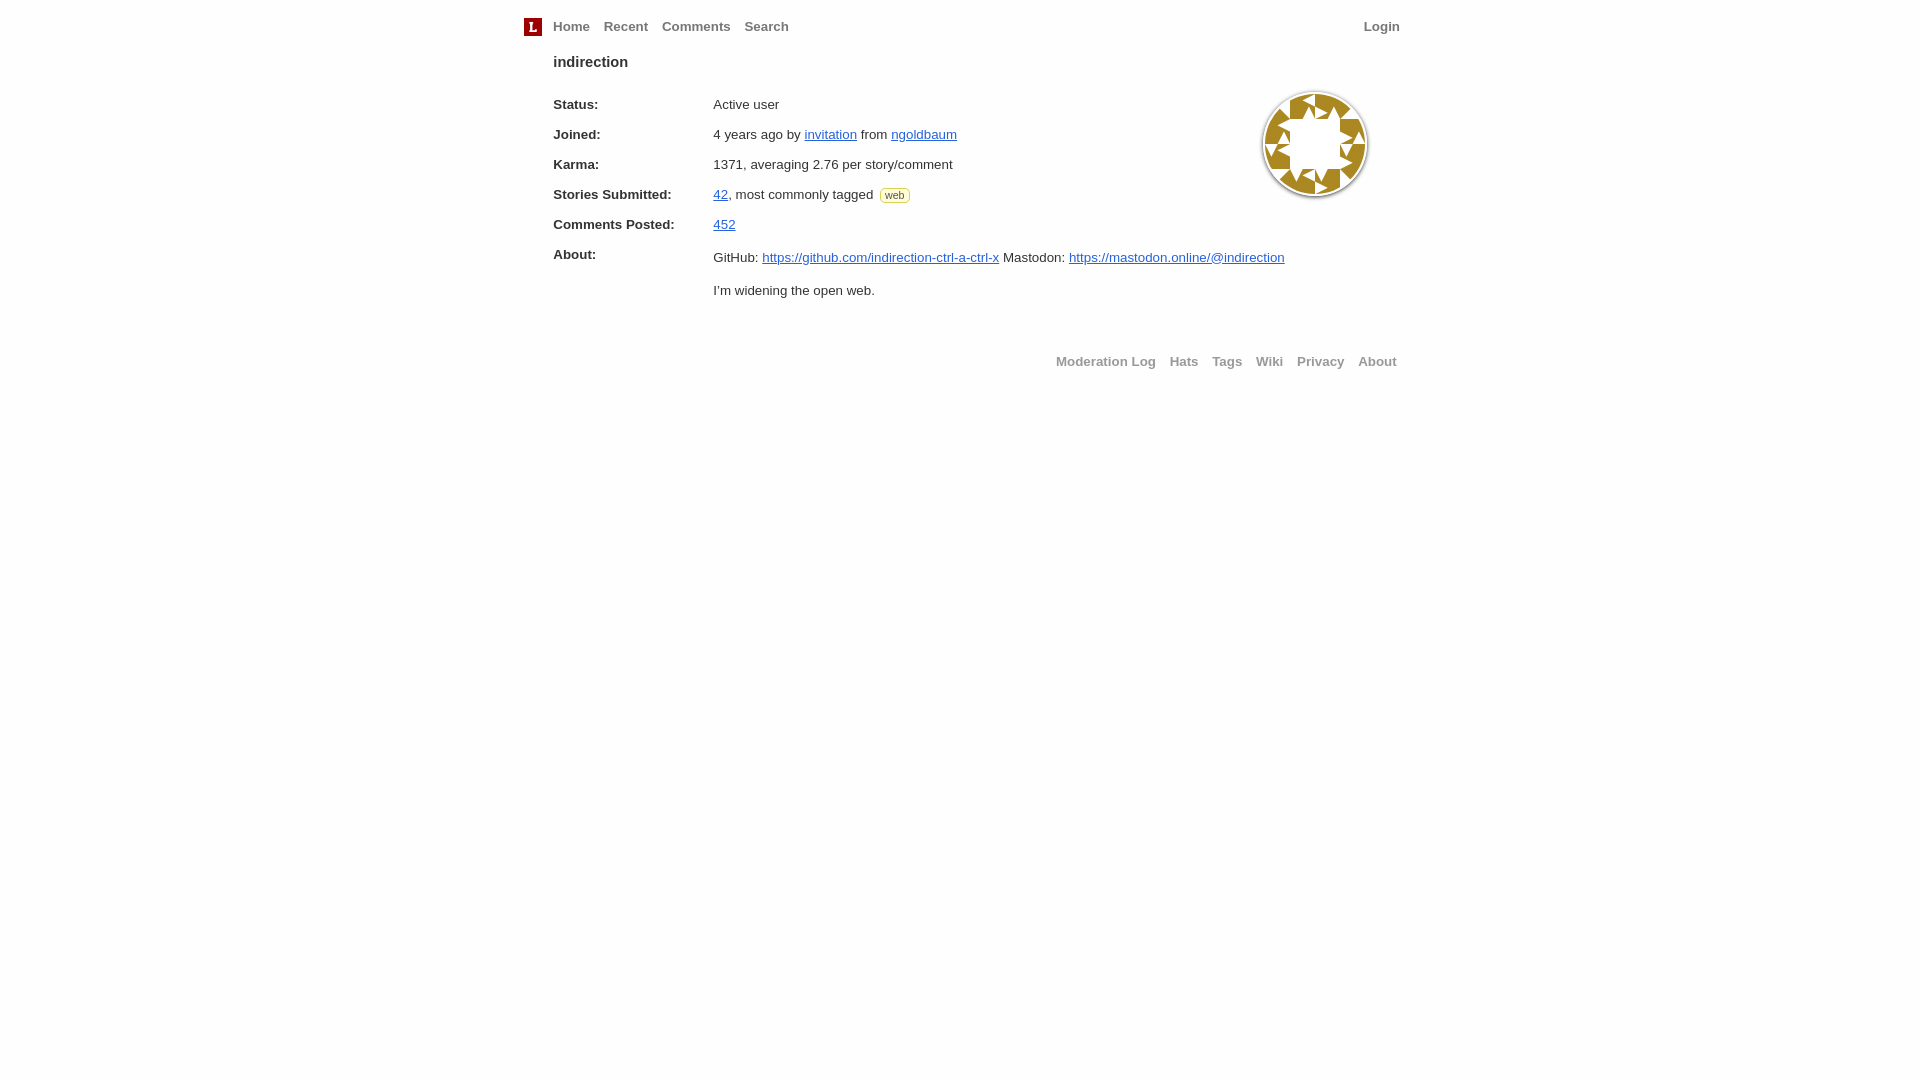 L Home Recent Comments Search Login
indirection
Status: Active user
Joined: 4 years ago by invitation from ngoldbaum
Karma: 1371, averaging 2.76 per story/comment
Stories Submitted: 42, most commonly tagged web
Comments Posted: 452
About: GitHub: https://github.com/indirection-ctrl-a-ctrl-x Mastodon: https://mastodon.online/@indirection
I’m widening the open web.
Moderation Log Hats Tags Wiki Privacy About